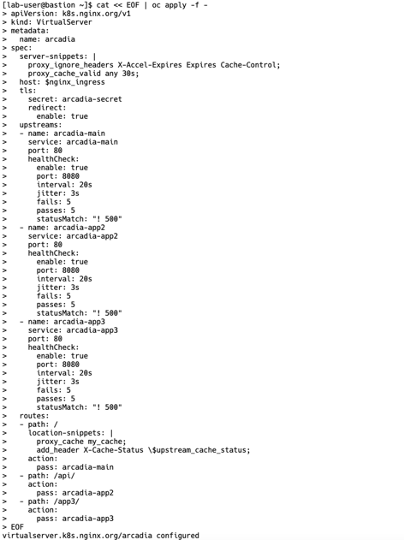 [lab-user@bastion ~]$ cat << EOF | oc apply -f -
> apiVersion: k8s.nginx.org/v1
> kind: VirtualServer
> metadata:
>   name: arcadia
> spec:
>   server-snippets: |
>     proxy_ignore_headers X-Accel-Expires Expires Cache-Control;
>     proxy_cache_valid any 30s;
>   host: $nginx_ingress
>   tls:
>     secret: arcadia-secret
>     redirect:
>       enable: true
>   upstreams:
>   - name: arcadia-main
>     service: arcadia-main
>     port: 80
>     healthCheck:
>       enable: true
>       port: 8080
>       interval: 20s
>       jitter: 3s
>       fails: 5
>       passes: 5
>       statusMatch: "! 500"
>   - name: arcadia-app2
>     service: arcadia-app2
>     port: 80
>     healthCheck:
>       enable: true
>       port: 8080
>       interval: 20s
>       jitter: 3s
>       fails: 5
>       passes: 5
>       statusMatch: "! 500"
>   - name: arcadia-app3
>     service: arcadia-app3
>     port: 80
>     healthCheck:
>       enable: true
>       port: 8080
>       interval: 20s
>       jitter: 3s
>       fails: 5
>       passes: 5
>       statusMatch: "! 500"
>   routes:
>   - path: /
>     location-snippets: |
>       proxy_cache my_cache;
>       add_header X-Cache-Status \$upstream_cache_status;
>     action:
>       pass: arcadia-main
>   - path: /api/
>     action:
>       pass: arcadia-app2
>   - path: /app3/
>     action:
>       pass: arcadia-app3
> EOF
virtualserver.k8s.nginx.org/arcadia configured